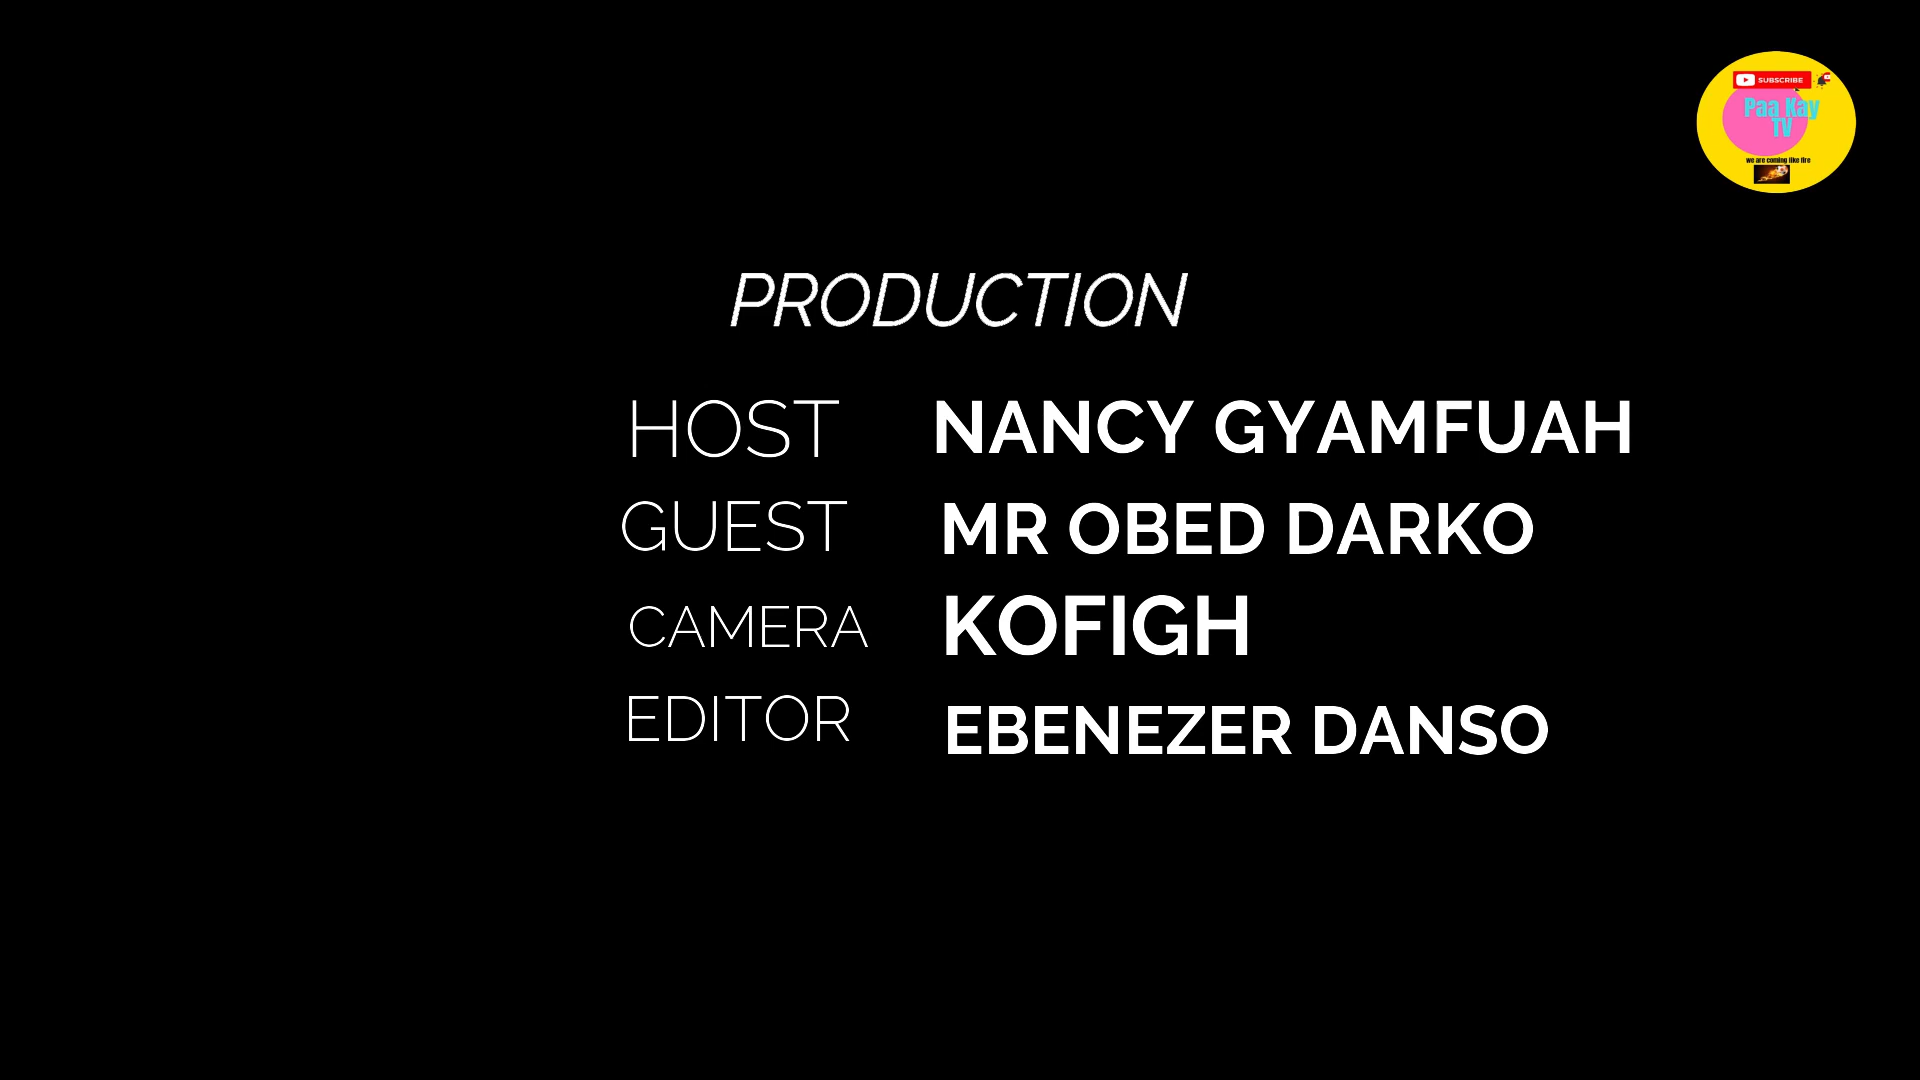 SUBSCRIBE
Paa Kay
TV
we are coming like fire
PRODUCTION
HOST NANCY GYAMFUAH
GUEST MR OBED DARKO
CAMERA KOFIGH
EDITOR EBENEZER DANSO